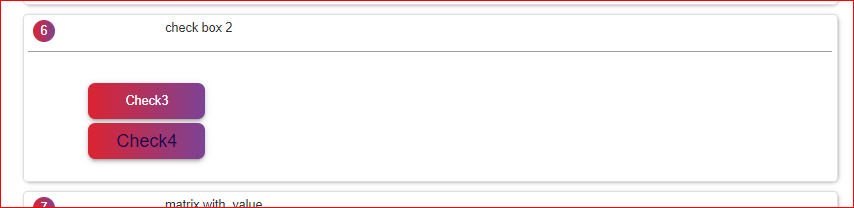 6 check box 2
Check3
Check4
7 matrix with value